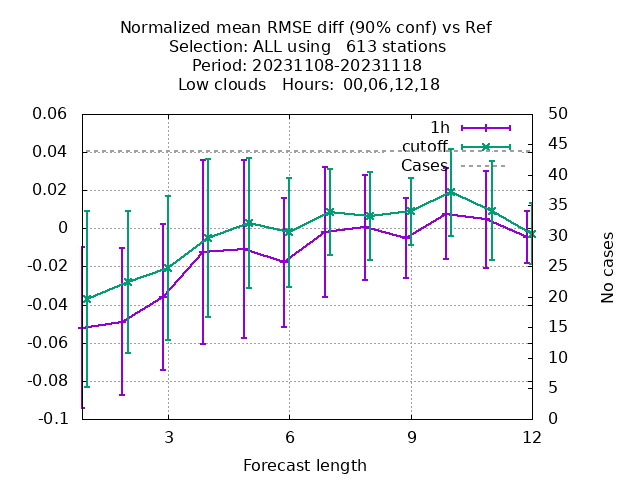 Normalized mean RMSE diff (90% conf) vs Ref
Selection: ALL using   613 stations
Period: 20231108-20231118
Low clouds   Hours:  00,06,12,18
0.06
0.04
0.02
0
-0.02
-0.04
-0.06
-0.08
-0.1
50
45
40
35
30
25
20
15
10
5
0
1h
cutoff
Cases
No cases
3 6 9 12
Forecast length